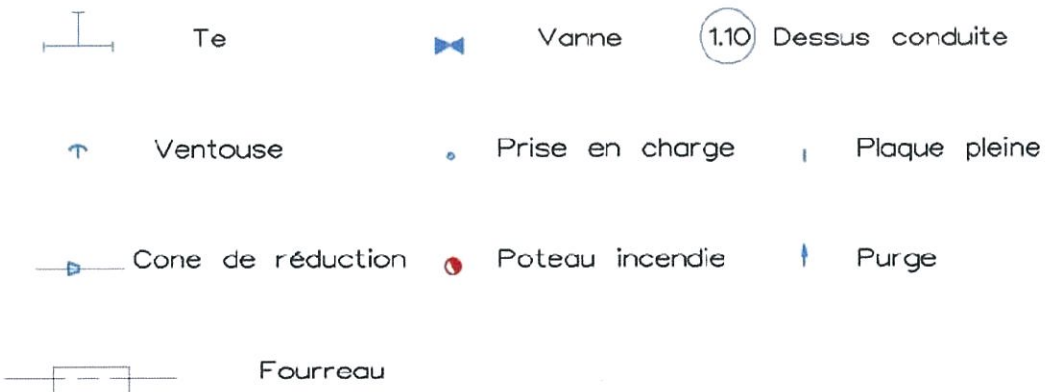 Te
Vanne
1.10 Dessus conduite
Ventouse
Prise en charge
Plaque pleine
Cone de réduction
Poteau incendie
Purge
Fourreau